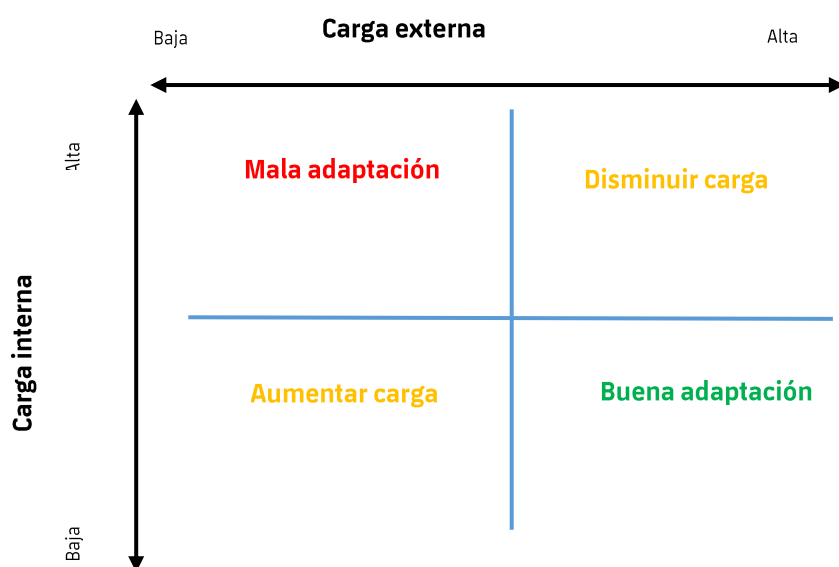 Carga externa
Baja
Alta
Alta
Mala adaptación
Disminuir carga
Carga interna
Aumentar carga
Buena adaptación
Baja